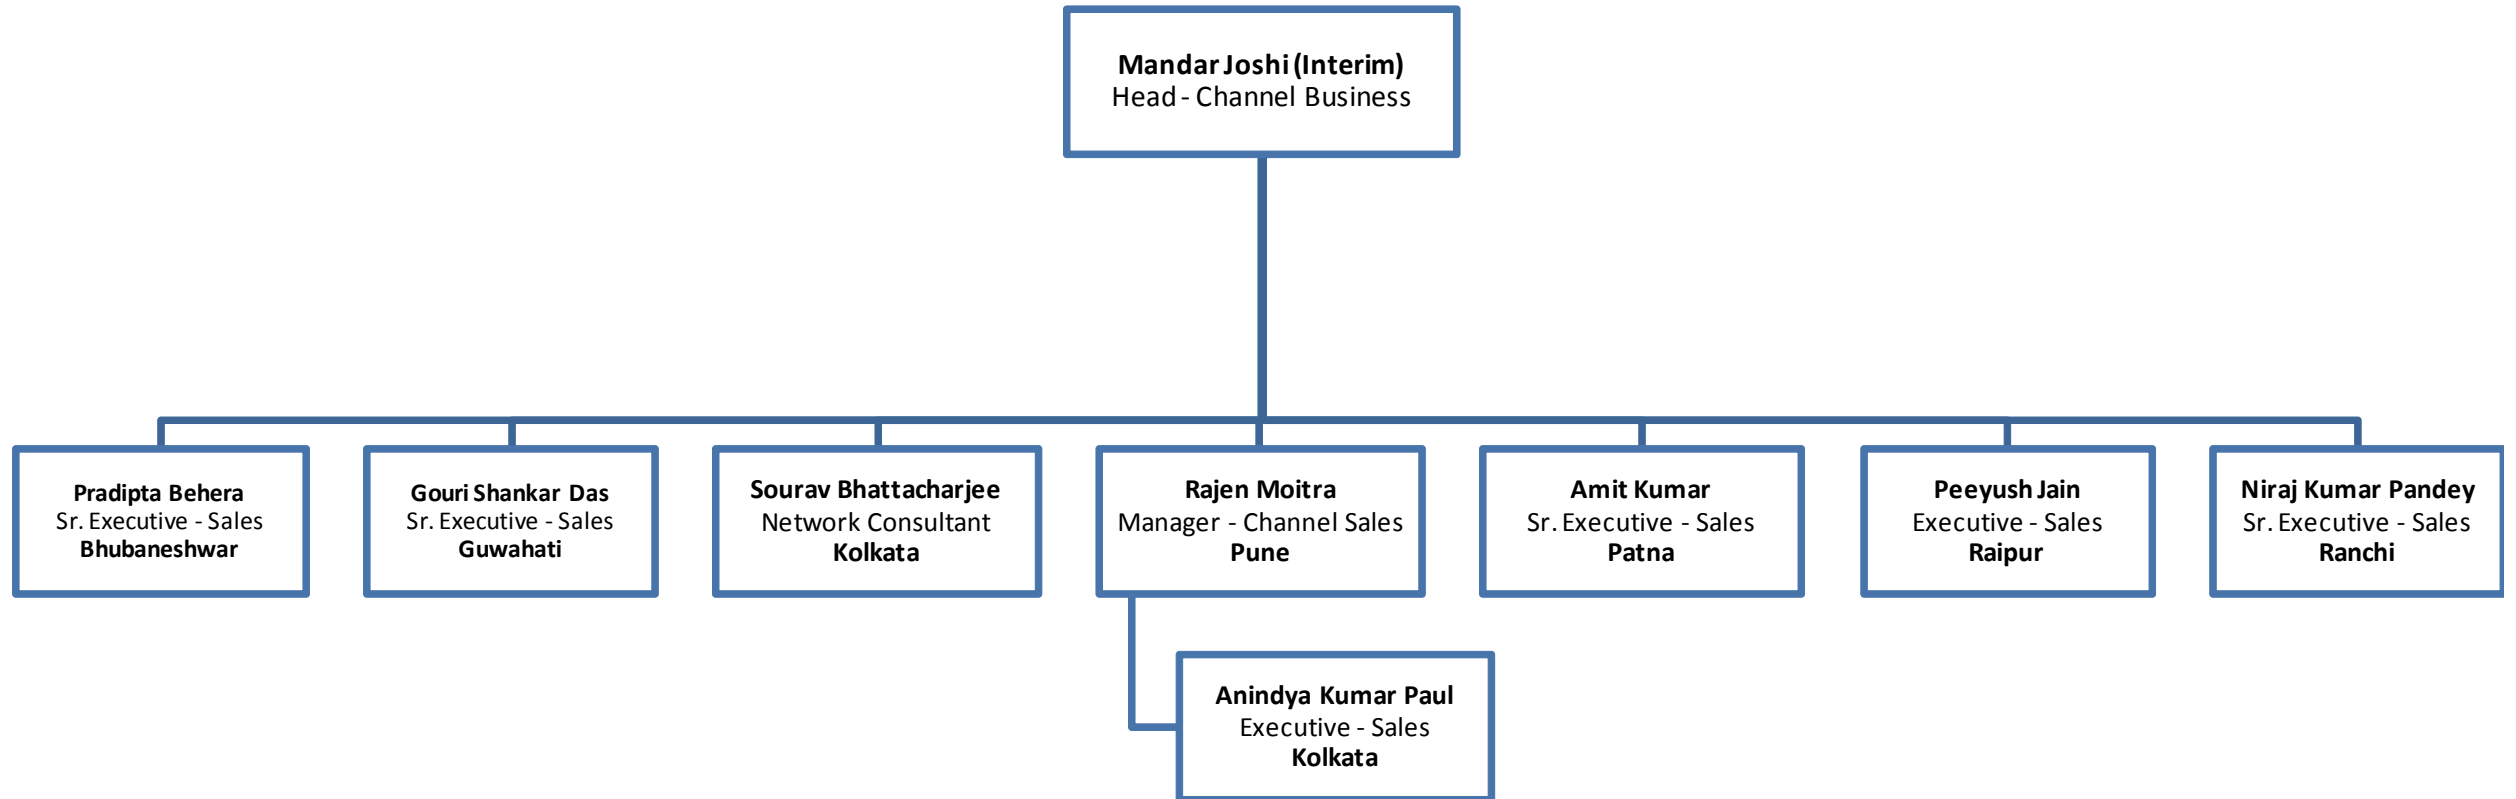 Mandar Joshi (Interim)
Head - Channel Business
Pradipta Behera
Sr. Executive - Sales
Bhubaneshwar
Gouri Shankar Das
Sr. Executive - Sales
Guwahati
Sourav Bhattacharjee
Network Consultant
Kolkata
Rajen Moitra
Manager - Channel Sales
Pune
Amit Kumar
Sr. Executive - Sales
Patna
Peeyush Jain
Executive - Sales
Raipur
Niraj Kumar Pandey
Sr. Executive - Sales
Ranchi
Anindya Kumar Paul
Executive - Sales
Kolkata